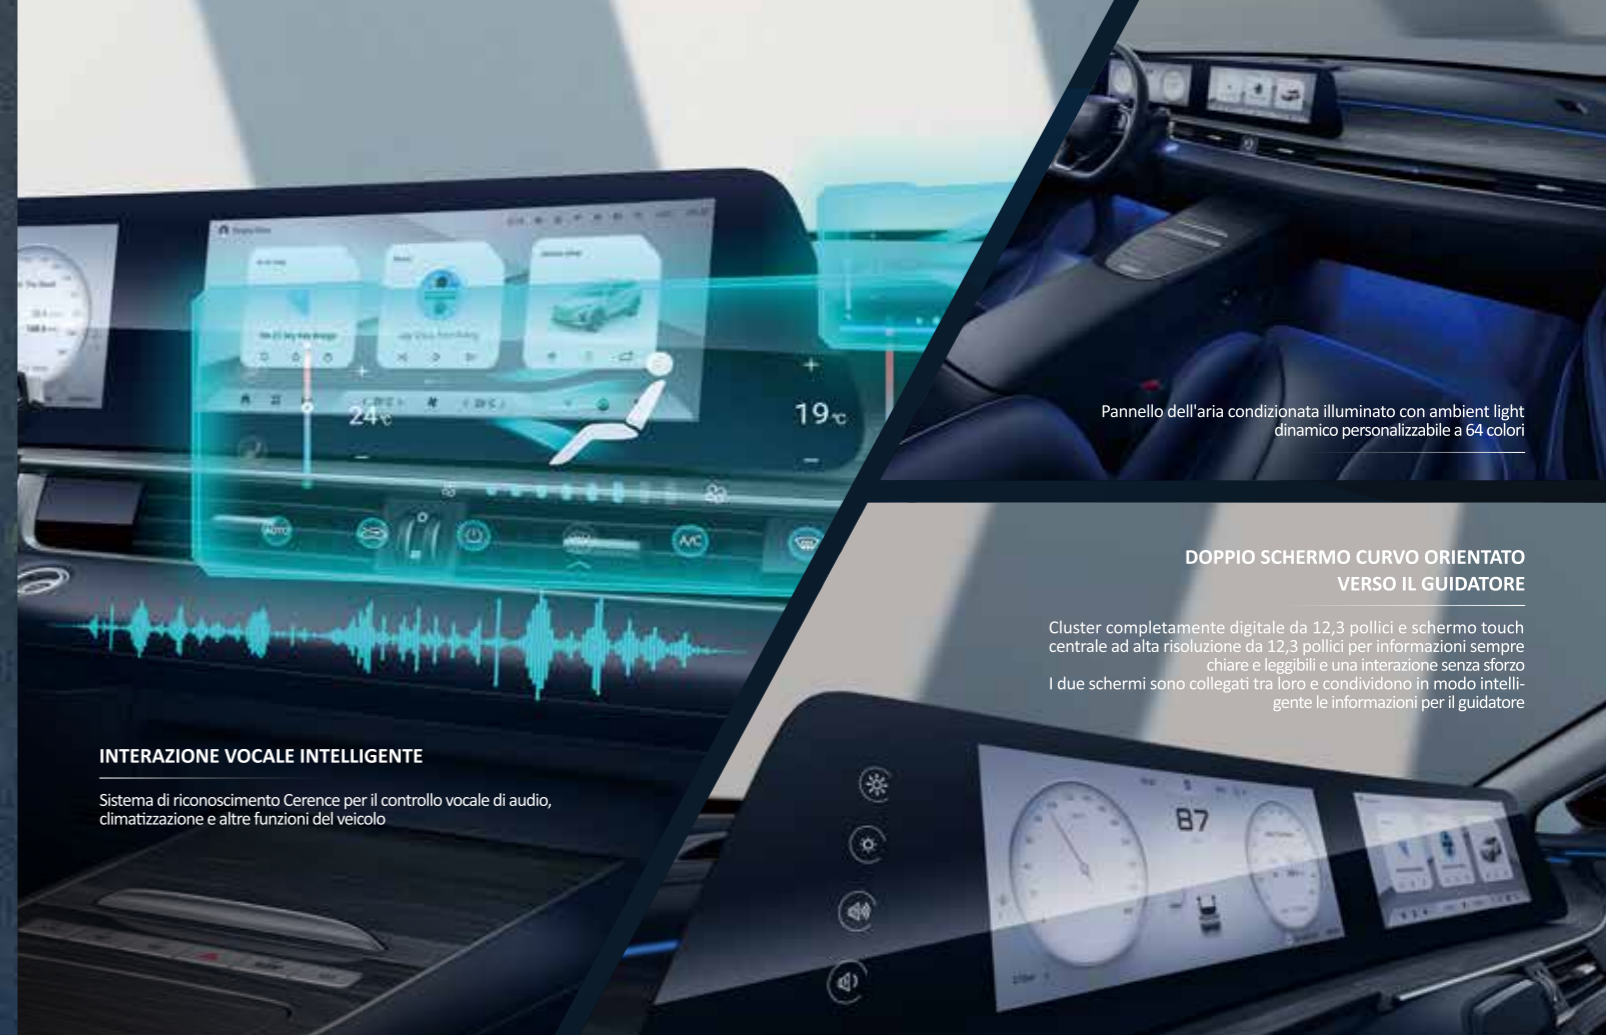 24°C
19°C
AUTO
A/C
INTERAZIONE VOCALE INTELLIGENTE
Sistema di riconoscimento Cerence per il controllo vocale di audio,
climatizzazione e altre funzioni del veicolo
Pannello dell'aria condizionata illuminato con ambient light
dinamico personalizzabile a 64 colori
DOPPIO SCHERMO CURVO ORIENTATO
VERSO IL GUIDATORE
Cluster completamente digitale da 12,3 pollici e schermo touch
centrale ad alta risoluzione da 12,3 pollici per informazioni sempre
chiare e leggibili e una interazione senza sforzo
I due schermi sono collegati tra loro e condividono in modo intelli-
gente le informazioni per il guidatore
87